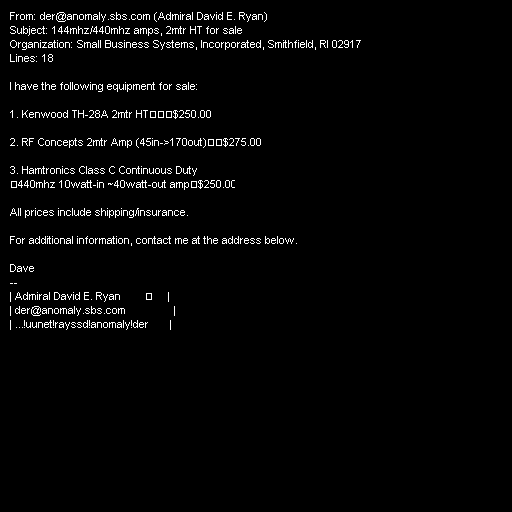 From: der@anomaly.sbs.com (Admiral David E. Ryan)
Subject: 144mhz/440mhz amps, 2mtr HT for sale
Organization: Small Business Systems, Incorporated, Smithfield, RI 02917
Lines: 18

I have the following equipment for sale:

1. Kenwood TH-28A 2mtr HT□□□$250.00

2. RF Concepts 2mtr Amp (45in->170out)□□$275.00

3. Hamtronics Class C Continuous Duty
□440mhz 10watt-in ~40watt-out amp□$250.00

All prices include shipping/insurance.

For additional information, contact me at the address below.

Dave
--
| Admiral David E. Ryan □ |
| der@anomaly.sbs.com |
| ...!uunet!rayssd!anomaly!der |